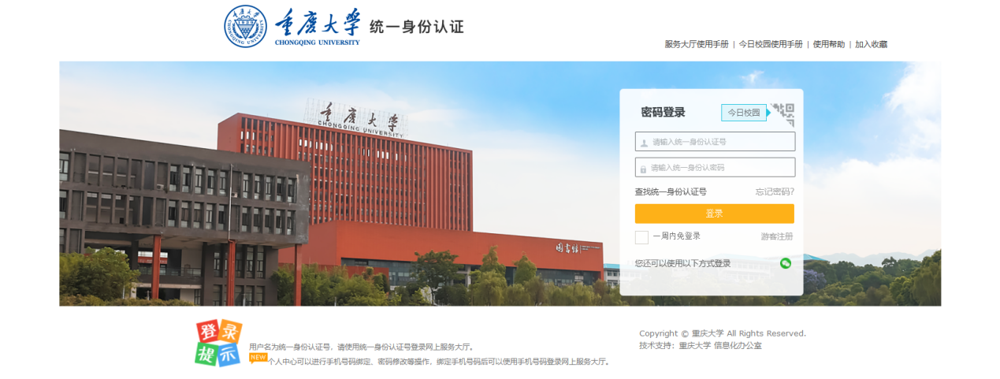 重庆大学 统一身份认证
CHONGQING UNIVERSITY
服务大厅使用手册 | 今日校园使用手册 | 使用帮助 | 加入收藏
重庆大学
CHONGQING UNIVERSITY
图书馆
密码登录 今日校园
请输入统一身份认证号
请输入统一身份认密码
查找统一身份认证号 忘记密码?
登录
一周内免登录 游客注册
您还可以使用以下方式登录
登录
提示
用户名为统一身份认证号，请使用统一身份认证号登录网上服务大厅。
NEW 个人中心可以进行手机号码绑定、密码修改等操作，绑定手机号码后可以使用手机号码登录网上服务大厅。
Copyright © 重庆大学 All Rights Reserved.
技术支持：重庆大学 信息化办公室